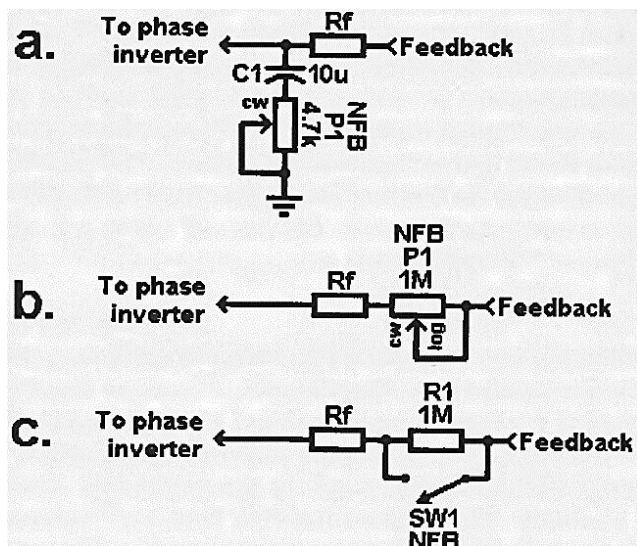 a.
To phase
inverter
Rf
Feedback
C1
10u
cw
NFB
P1
4.7k
b.
To phase
inverter
Rf
NFB
P1
1M
Feedback
cw
log
c.
To phase
inverter
Rf
R1
1M
Feedback
SW1
NFB